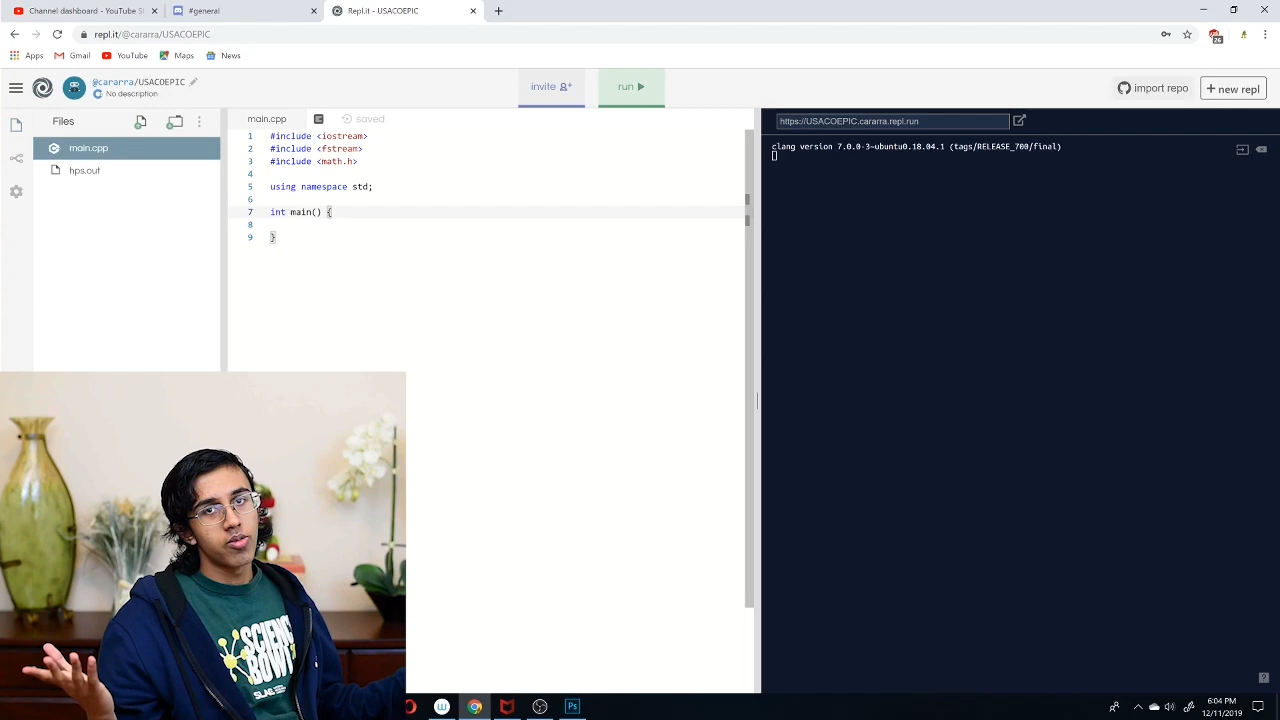 Channel dashboard - YouTube S
#general
Repl.it - USACOEPIC
repl.it/@cararra/USACOEPIC
26
Apps
Gmail
YouTube
Maps
News
@cararra/USACOEPIC
No description
invite
run
import repo
+ new repl
Files
main.cpp
hps.out
main.cpp
saved
1 #include <iostream>
2 #include <fstream>
3 #include <math.h>
4
5 using namespace std;
6
7 int main() {
8
9 }
https://USACOEPIC.cararra.repl.run
clang version 7.0.0-3~ubuntu0.18.04.1 (tags/RELEASE_700/final)
?
SCIENCE
BOWL
Ps
6:04 PM
12/11/2019